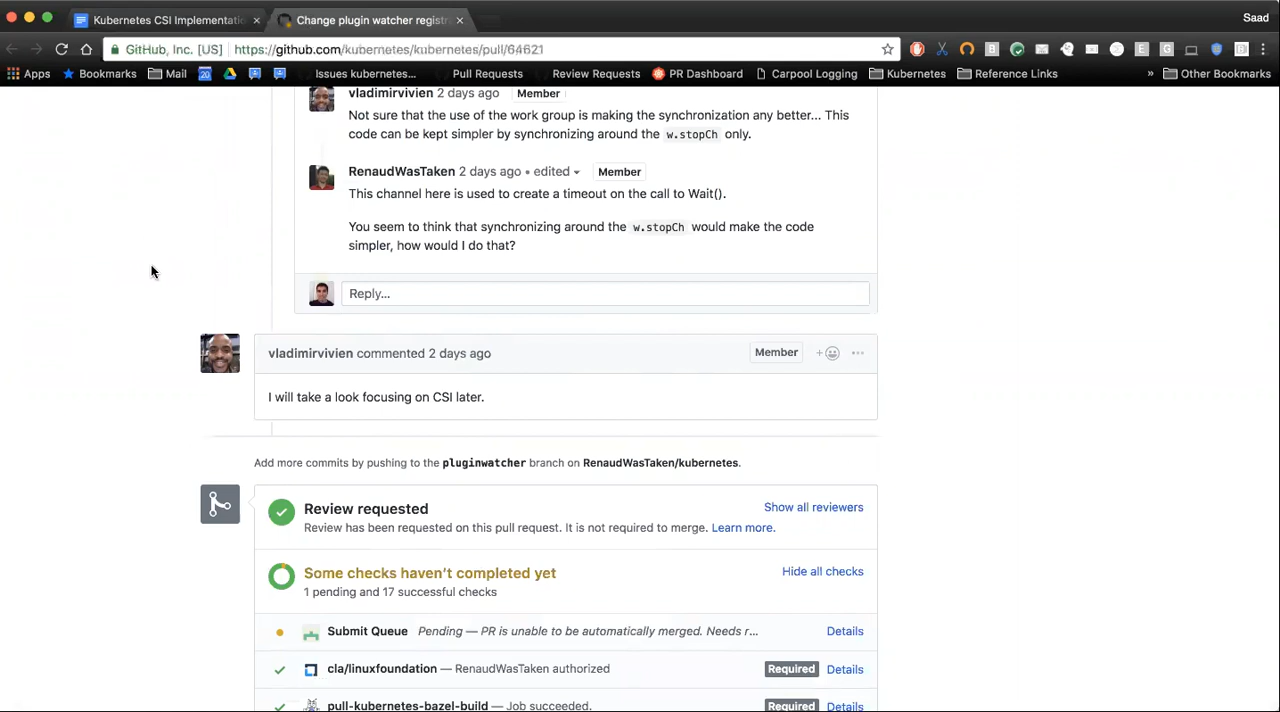 Kubernetes CSI Implementatio
Change plugin watcher registr
Saad
GitHub, Inc. [US] https://github.com/kubernetes/kubernetes/pull/64621
Apps Bookmarks Mail 20 Issues kubernetes... Pull Requests Review Requests PR Dashboard Carpool Logging Kubernetes Reference Links » Other Bookmarks
vladimirvivien 2 days ago Member
Not sure that the use of the work group is making the synchronization any better... This
code can be kept simpler by synchronizing around the w.stopCh only.
RenaudWasTaken 2 days ago • edited Member
This channel here is used to create a timeout on the call to Wait().
You seem to think that synchronizing around the w.stopCh would make the code
simpler, how would I do that?
Reply...
vladimirvivien commented 2 days ago Member
I will take a look focusing on CSI later.
Add more commits by pushing to the pluginwatcher branch on RenaudWasTaken/kubernetes.
Review requested Show all reviewers
Review has been requested on this pull request. It is not required to merge. Learn more.
Some checks haven't completed yet Hide all checks
1 pending and 17 successful checks
Submit Queue Pending — PR is unable to be automatically merged. Needs r... Details
cla/linuxfoundation — RenaudWasTaken authorized Required Details
pull-kubernetes-bazel-build — Job succeeded. Required Details